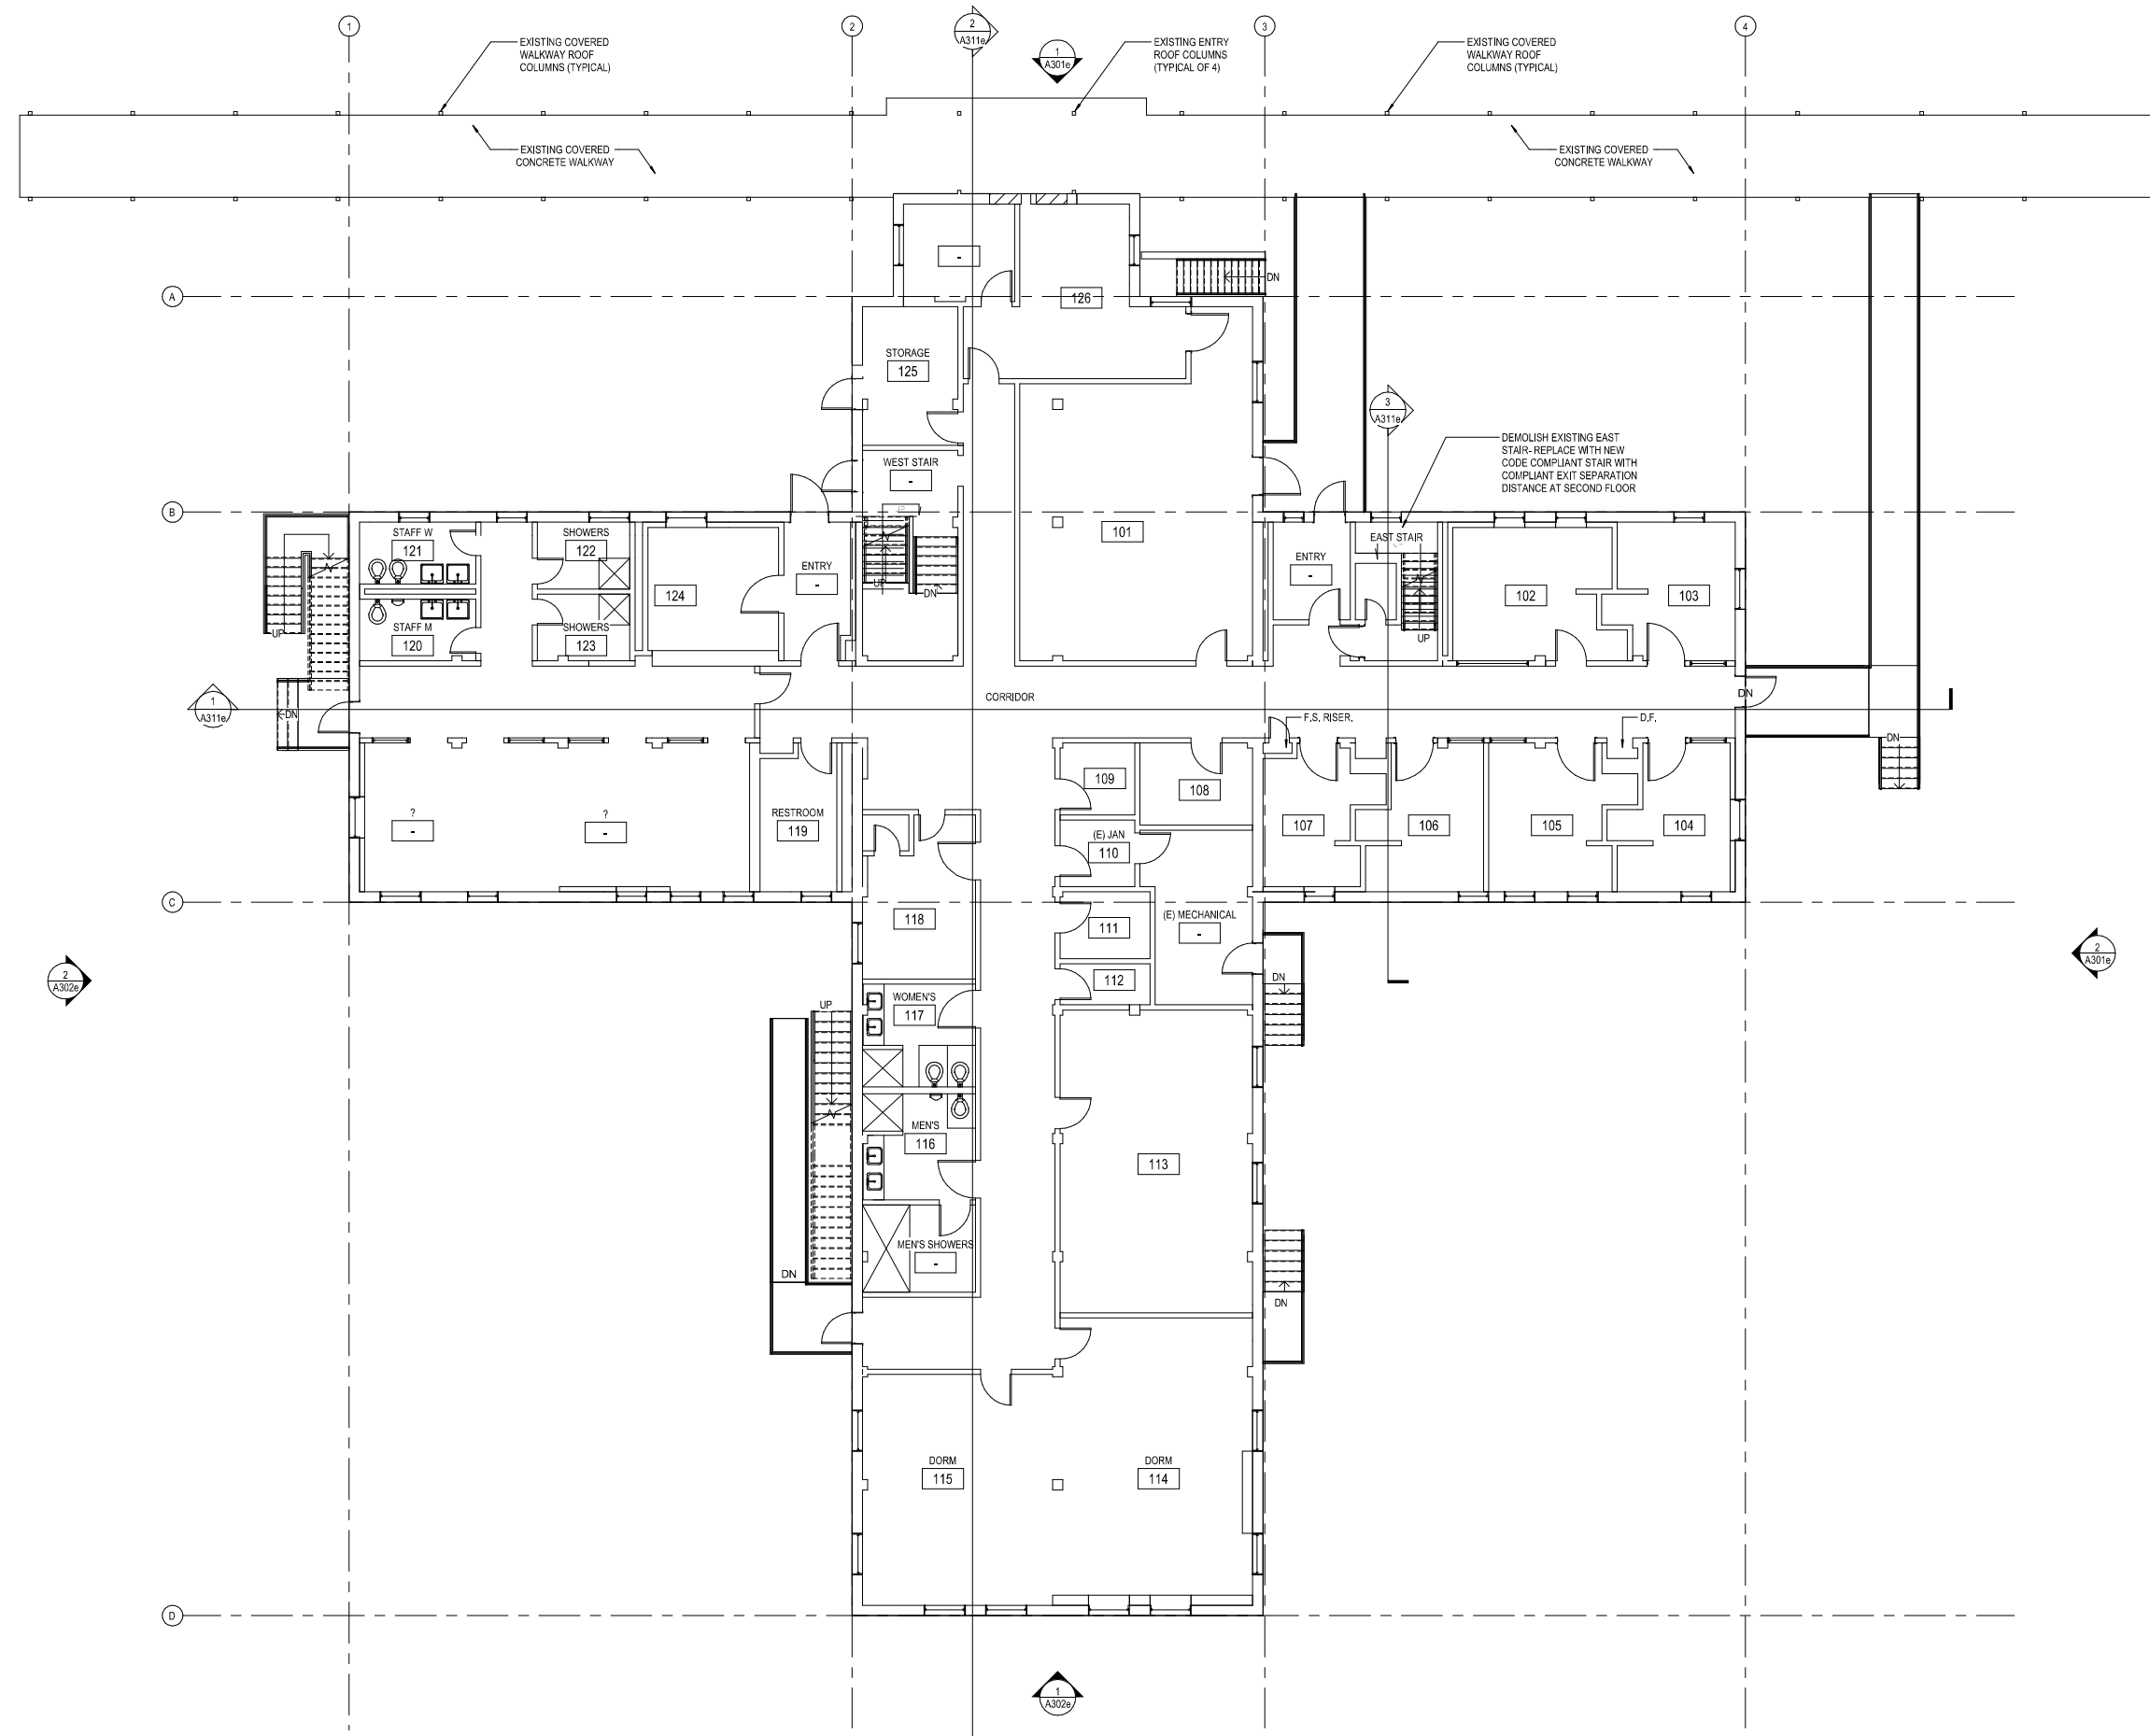 1
2
2
A311e
1
A301e
3
4
EXISTING COVERED
WALKWAY ROOF
COLUMNS (TYPICAL)
EXISTING ENTRY
ROOF COLUMNS
(TYPICAL OF 4)
EXISTING COVERED
WALKWAY ROOF
COLUMNS (TYPICAL)
EXISTING COVERED
CONCRETE WALKWAY
EXISTING COVERED
CONCRETE WALKWAY
-
DN
A
126
STORAGE
125
3
A311e
DEMOLISH EXISTING EAST
STAIR- REPLACE WITH NEW
CODE COMPLIANT STAIR WITH
COMPLIANT EXIT SEPARATION
DISTANCE AT SECOND FLOOR
WEST STAIR
-
B
STAFF W
121
SHOWERS
122
101
EAST STAIR
ENTRY
-
ENTRY
-
UP
DN
124
102
103
UP
STAFF M
120
SHOWERS
123
UP
CORRIDOR
DN
1
A311e
DN
F.S. RISER.
D.F.
DN
109
108
?
-
?
-
RESTROOM
119
(E) JAN
110
107
106
105
104
C
118
111
(E) MECHANICAL
-
2
A302e
2
A301e
112
DN
WOMEN'S
117
UP
MEN'S
116
113
MEN'S SHOWERS
-
DN
DN
DORM
115
DORM
114
D
1
A302e